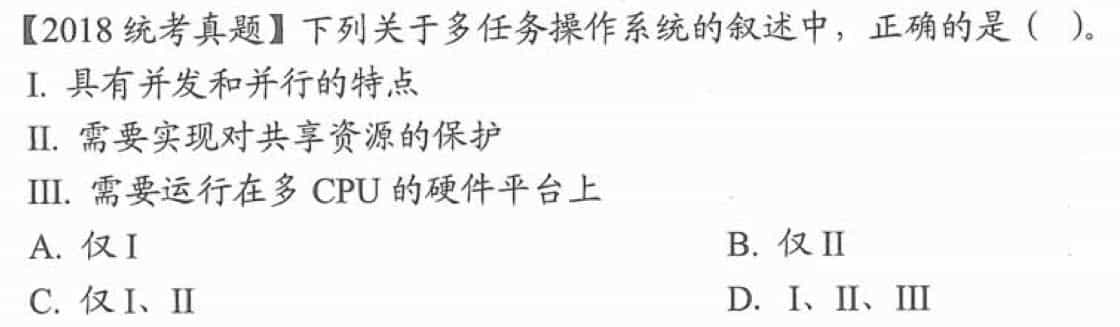 【2018 统考真题】下列关于多任务操作系统的叙述中，正确的是（  ）。
I. 具有并发和并行的特点
II. 需要实现对共享资源的保护
III. 需要运行在多 CPU 的硬件平台上
A. 仅 I    B. 仅 II
C. 仅 I、II    D. I、II、III